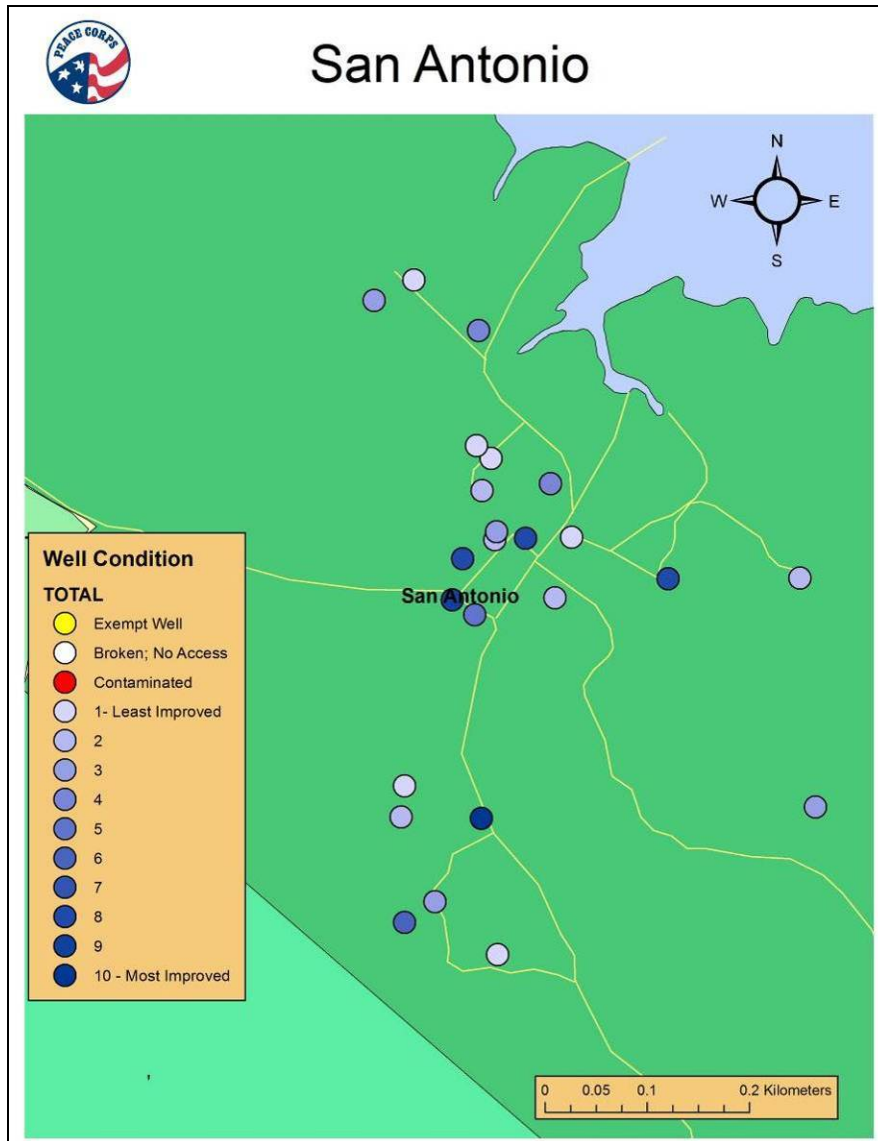 PEACE CORPS
San Antonio
N
W E
S
Well Condition
TOTAL
Exempt Well
Broken; No Access
Contaminated
1- Least Improved
2
3
4
5
6
7
8
9
10 - Most Improved
San Antonio
0 0.05 0.1 0.2 Kilometers